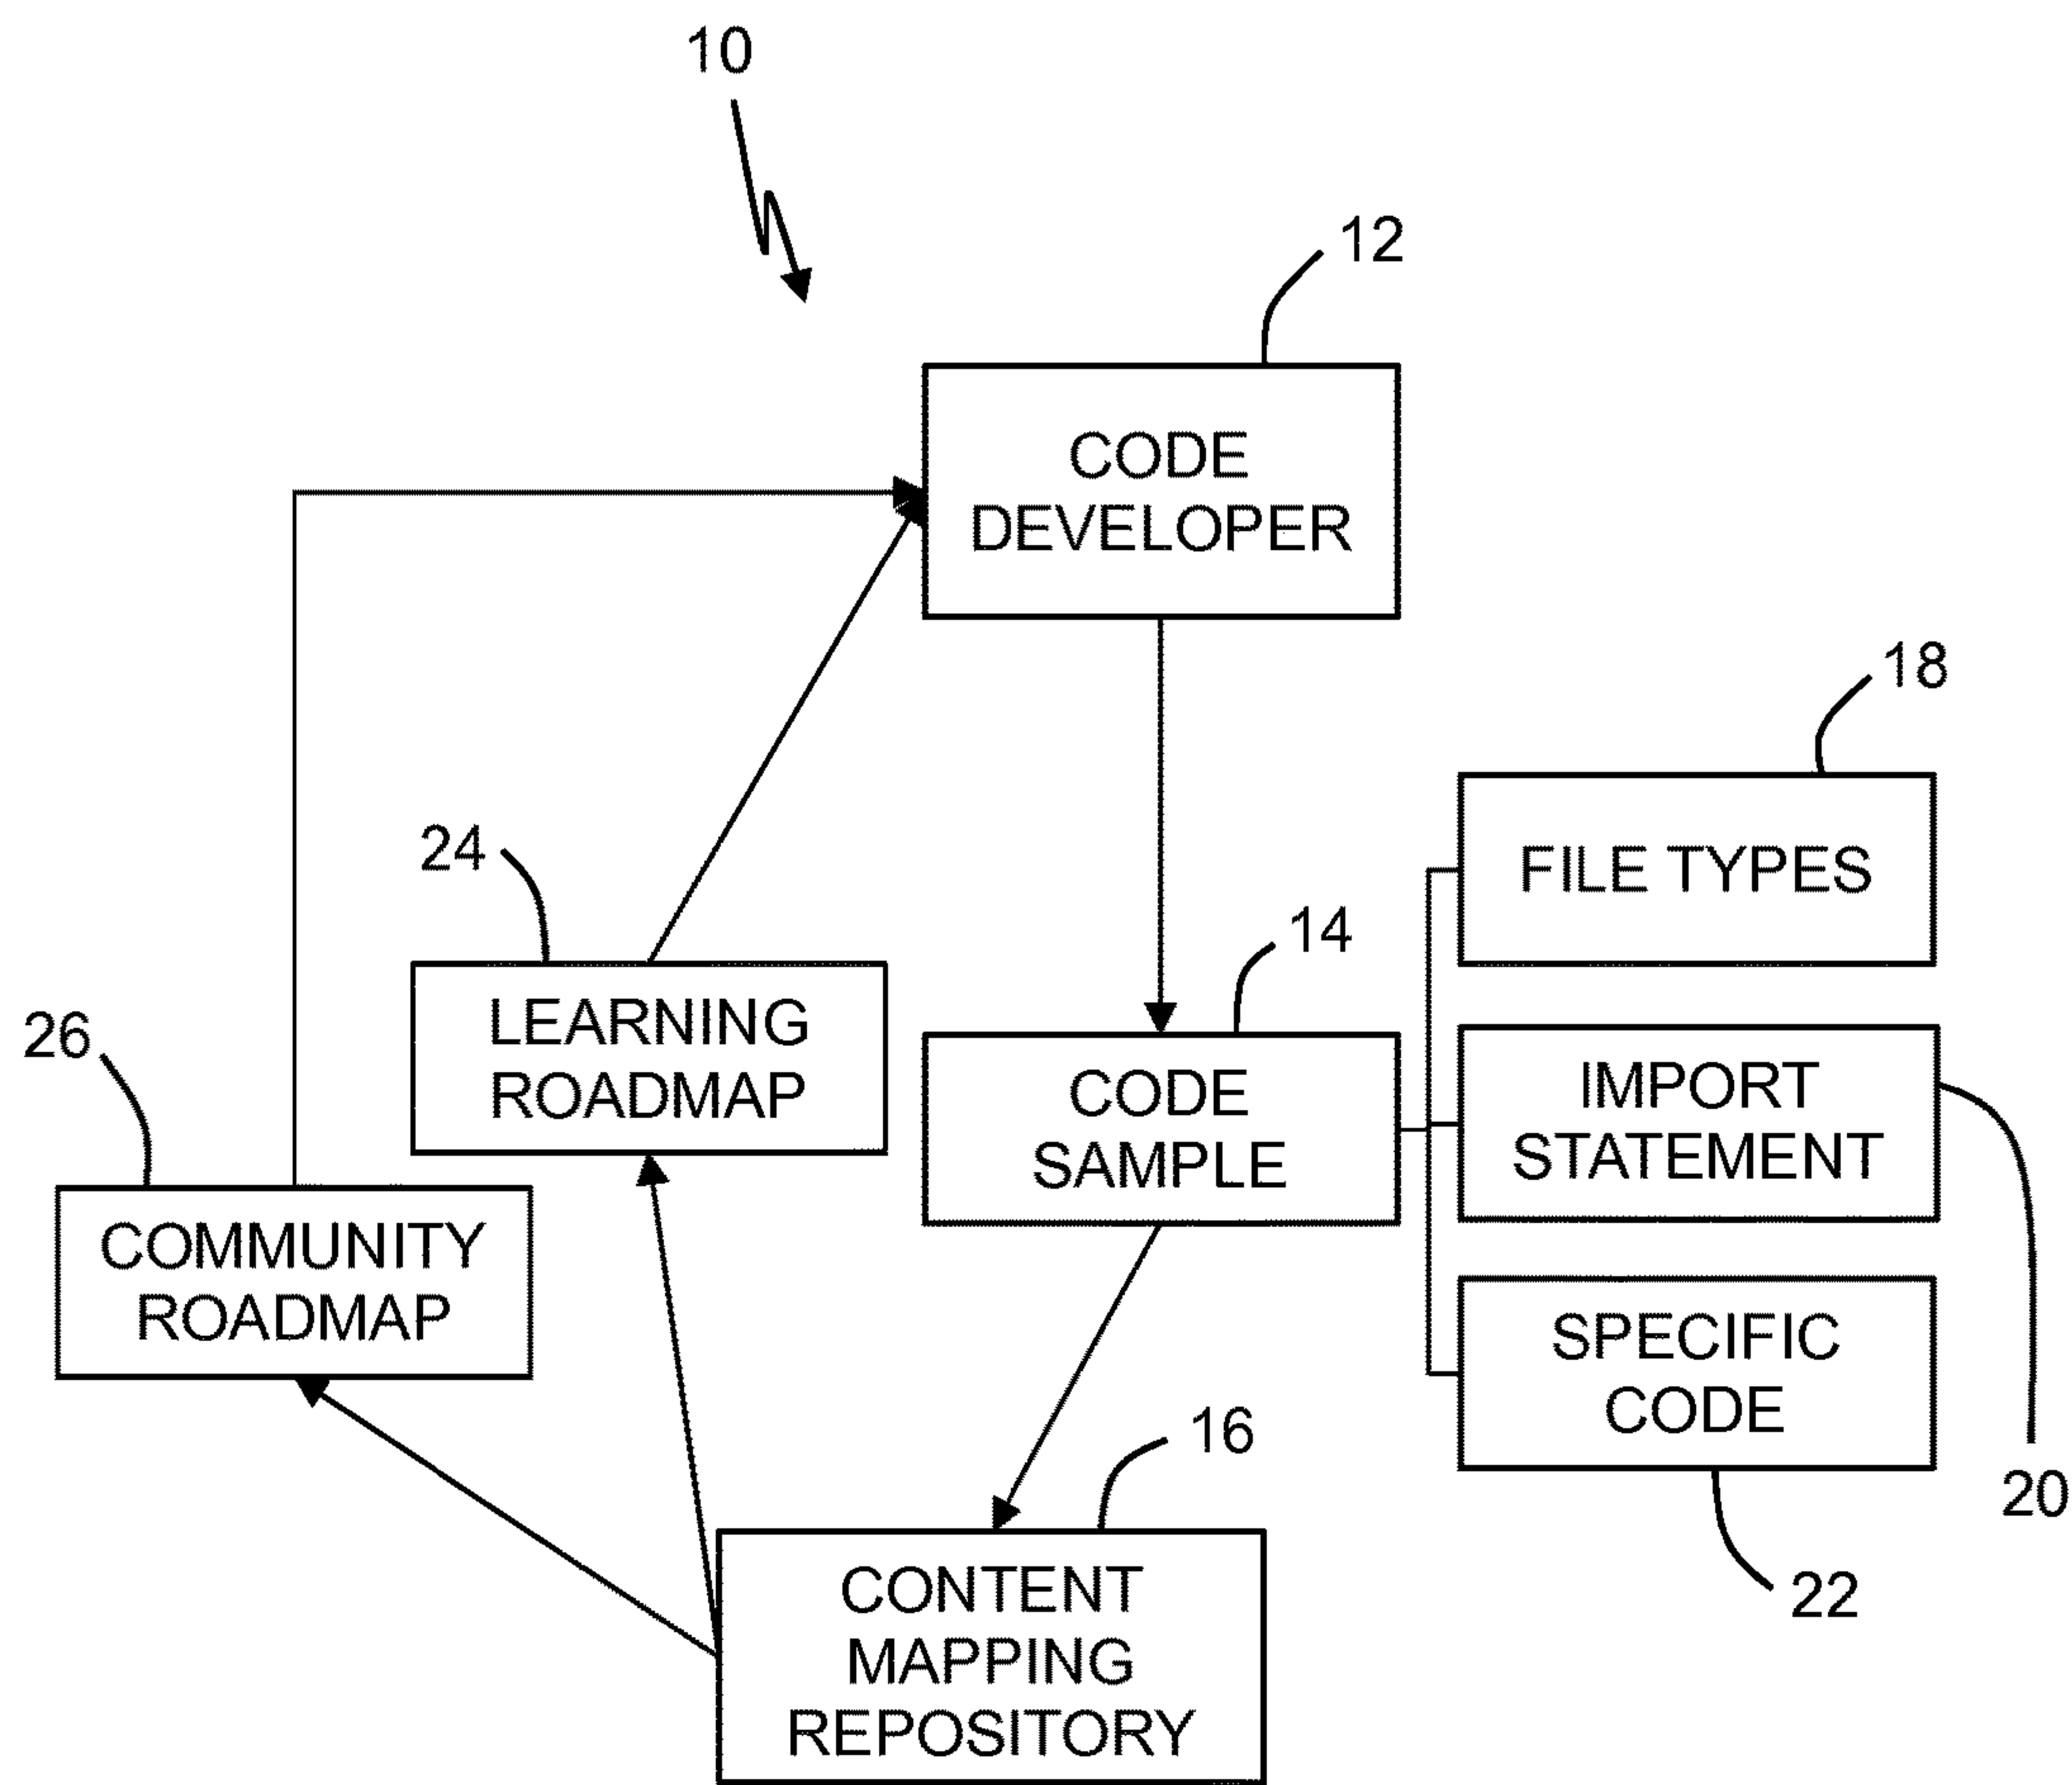 10
12
CODE
DEVELOPER
18
FILE TYPES
24
14
LEARNING
ROADMAP
26
CODE
SAMPLE
IMPORT
STATEMENT
COMMUNITY
ROADMAP
SPECIFIC
CODE
16
20
22
CONTENT
MAPPING
REPOSITORY